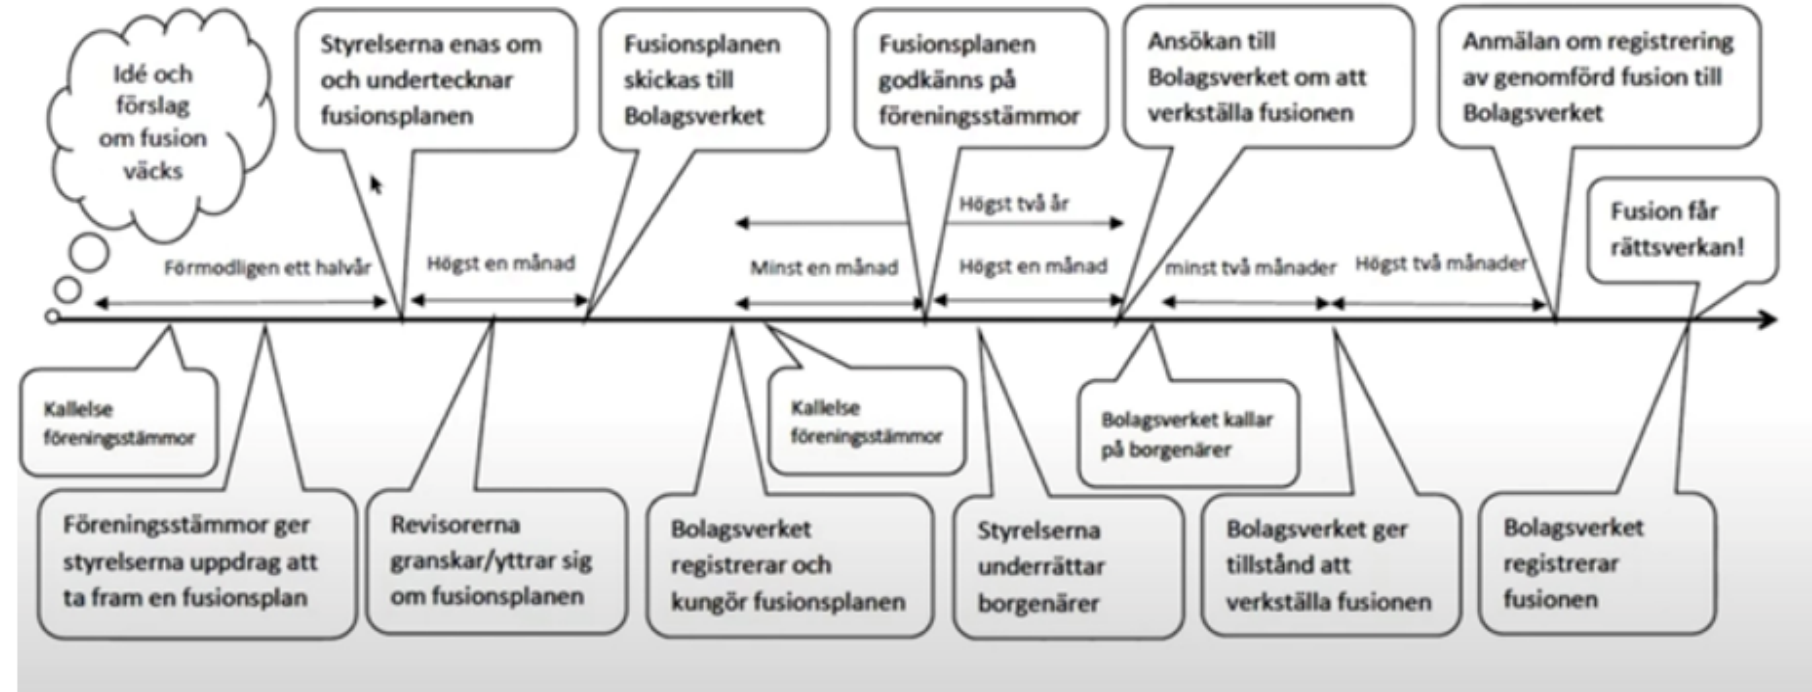 Idé och
förslag
om fusion
väcks
Styrelserna enas om
och undertecknar
fusionsplanen
Fusionsplanen
skickas till
Bolagsverket
Fusionsplanen
godkänns på
föreningsstämmor
Ansökan till
Bolagsverket om att
verkställa fusionen
Anmälan om registrering
av genomförd fusion till
Bolagsverket
Fusion får
rättsverkan!
Högst två år
Förmodligen ett halvår
Högst en månad
Minst en månad
Högst en månad
minst två månader
Högst två månader
Kallelse
föreningsstämmor
Kallelse
föreningsstämmor
Bolagsverket kallar
på borgenärer
Föreningsstämmor ger
styrelserna uppdrag att
ta fram en fusionsplan
Revisorerna
granskar/yttrar sig
om fusionsplanen
Bolagsverket
registrerar och
kungör fusionsplanen
Styrelserna
underrättar
borgenärer
Bolagsverket ger
tillstånd att
verkställa fusionen
Bolagsverket
registrerar
fusionen